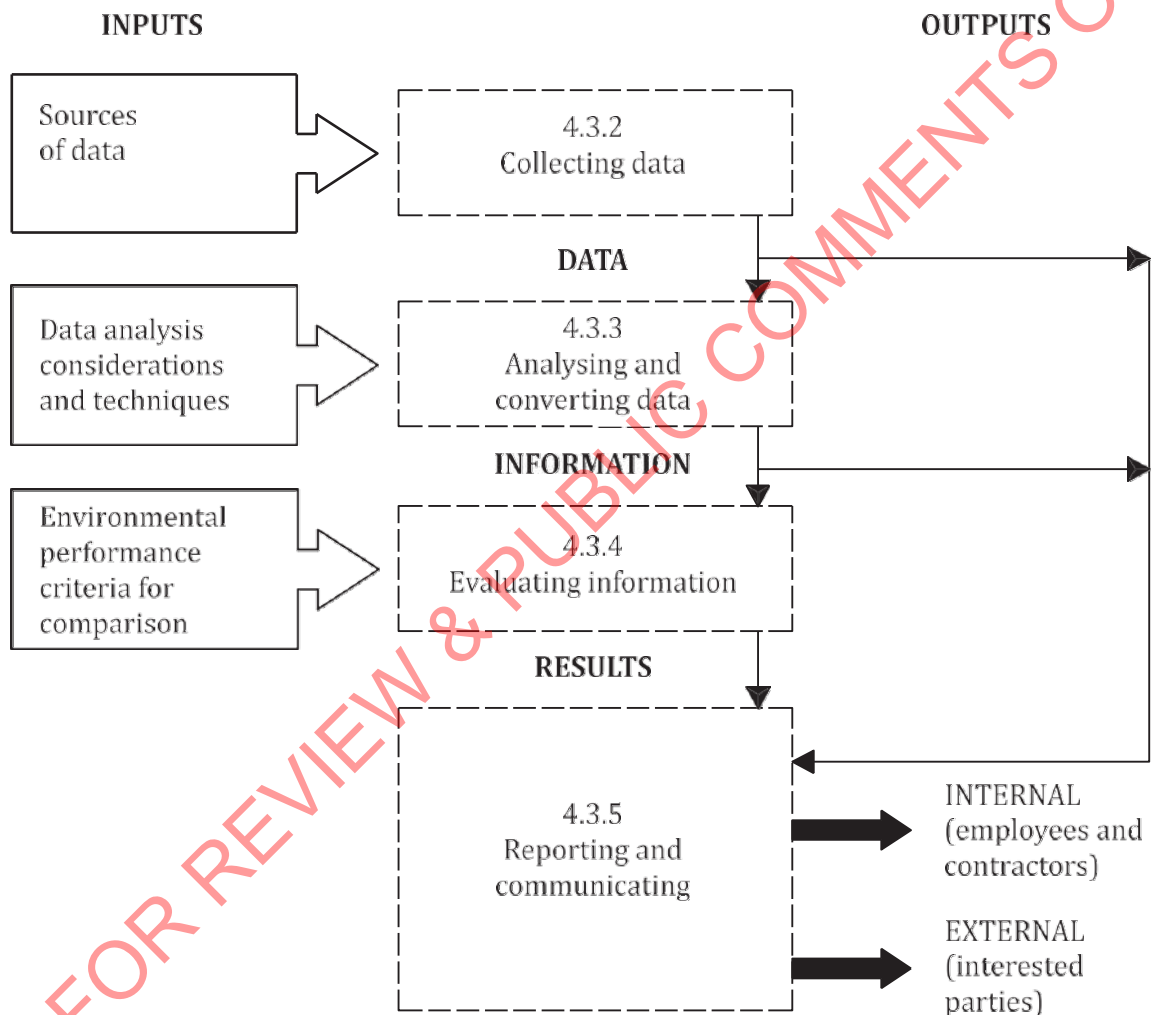 INPUTS
OUTPUTS
Sources
of data
4.3.2
Collecting data
DATA
Data analysis
considerations
and techniques
4.3.3
Analysing and
converting data
INFORMATION
Environmental
performance
criteria for
comparison
4.3.4
Evaluating information
RESULTS
4.3.5
Reporting and
communicating
INTERNAL
(employees and
contractors)
EXTERNAL
(interested
parties)
FOR REVIEW & PUBLIC COMMENTS